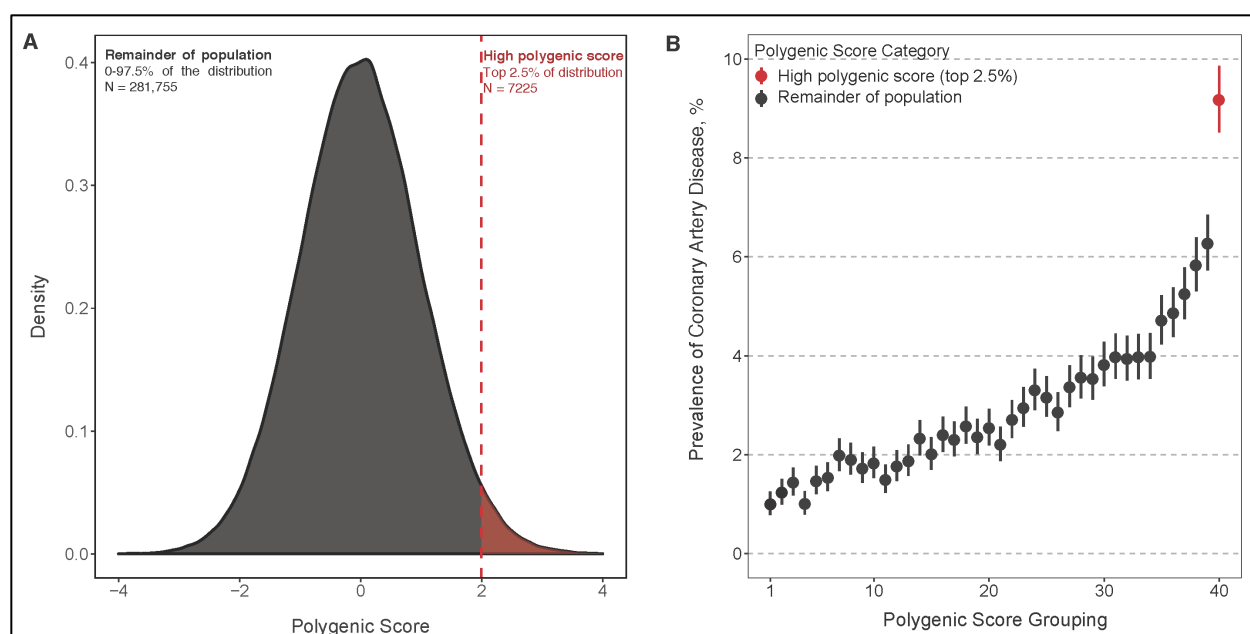 A
Remainder of population
0-97.5% of the distribution
N = 281,755
High polygenic score
Top 2.5% of distribution
N = 7225
0.4
0.3
0.2
0.1
0.0
Density
−4
−2
0
2
4
Polygenic Score
B
Polygenic Score Category
High polygenic score (top 2.5%)
Remainder of population
Prevalence of Coronary Artery Disease, %
10
8
6
4
2
0
1
10
20
30
40
Polygenic Score Grouping